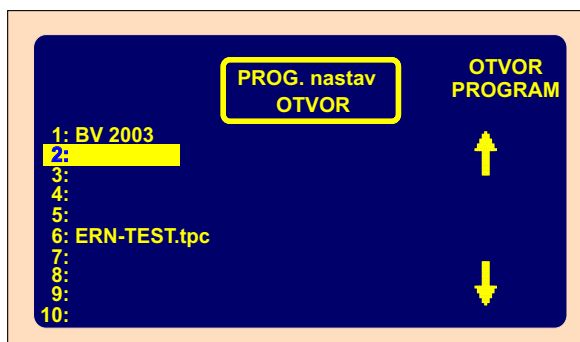 PROG. nastav
OTVOR
OTVOR
PROGRAM
1: BV 2003
2:
3:
4:
5:
6: ERN-TEST.tpc
7:
8:
9:
10: